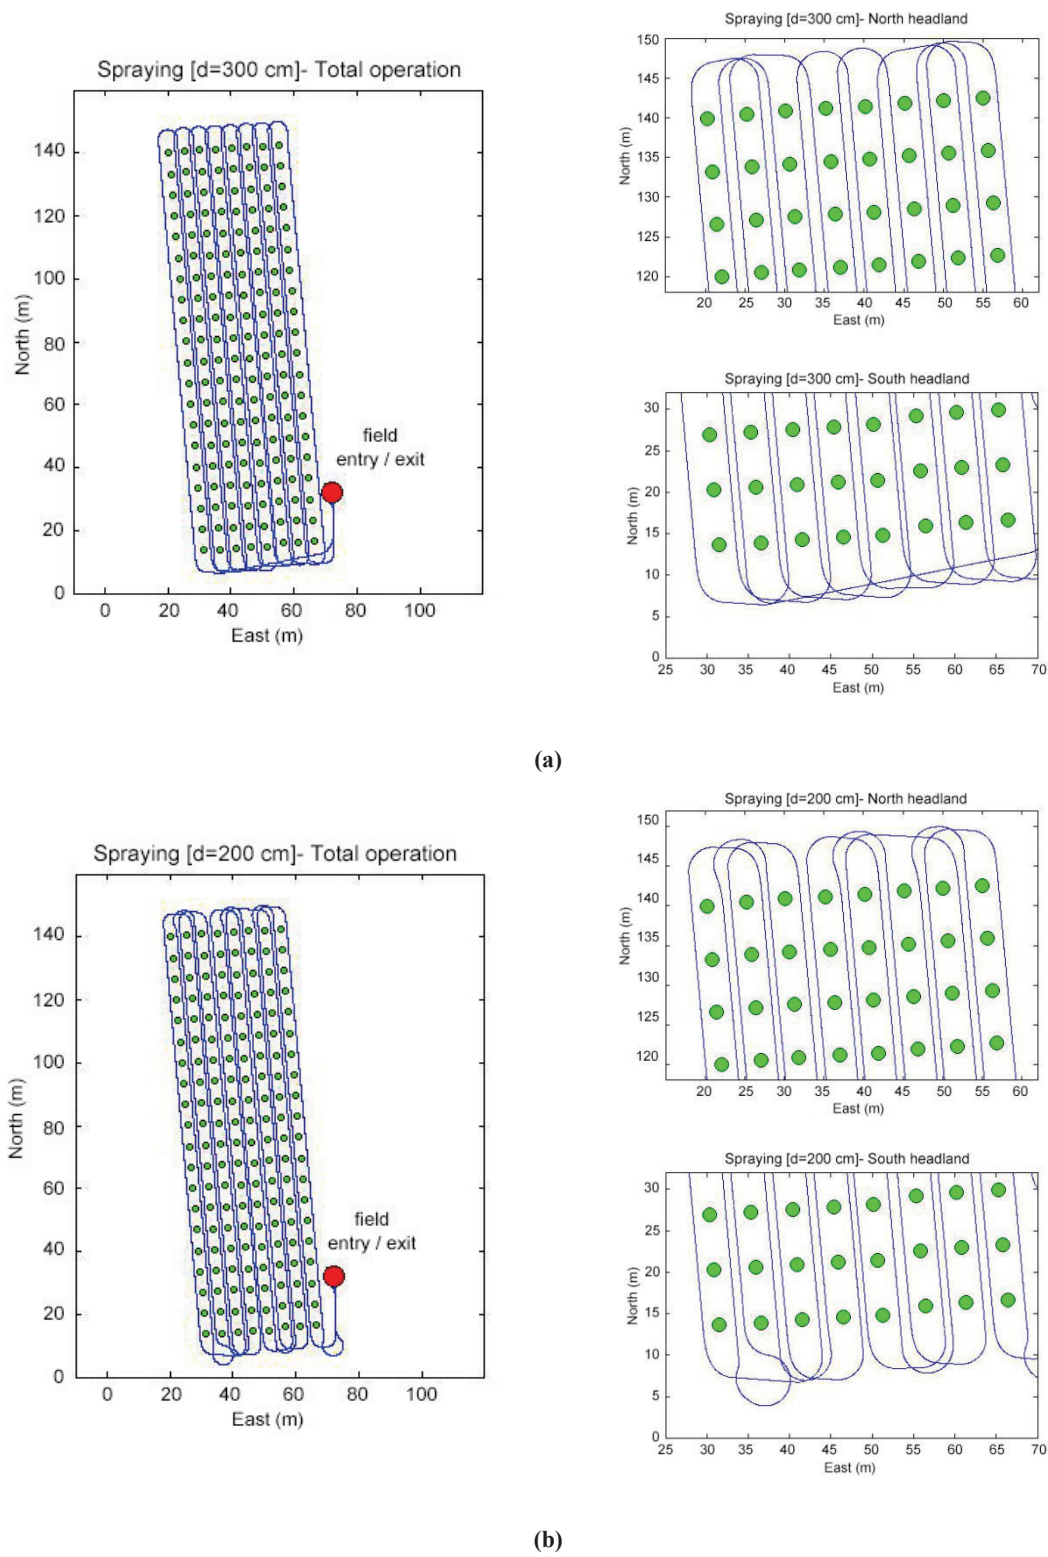 Spraying [d=300 cm]- Total operation
North (m)
140
120
100
80
60
40
20
0
field
entry / exit
0 20 40 60 80 100
East (m)
Spraying [d=300 cm]- North headland
North (m)
150
145
140
135
130
125
120
20 25 30 35 40 45 50 55 60
East (m)
Spraying [d=300 cm]- South headland
North (m)
30
25
20
15
10
5
0
25 30 35 40 45 50 55 60 65 70
East (m)
(a)
Spraying [d=200 cm]- Total operation
North (m)
140
120
100
80
60
40
20
0
field
entry / exit
0 20 40 60 80 100
East (m)
Spraying [d=200 cm]- North headland
North (m)
150
145
140
135
130
125
120
20 25 30 35 40 45 50 55 60
East (m)
Spraying [d=200 cm]- South headland
North (m)
30
25
20
15
10
5
0
25 30 35 40 45 50 55 60 65 70
East (m)
(b)